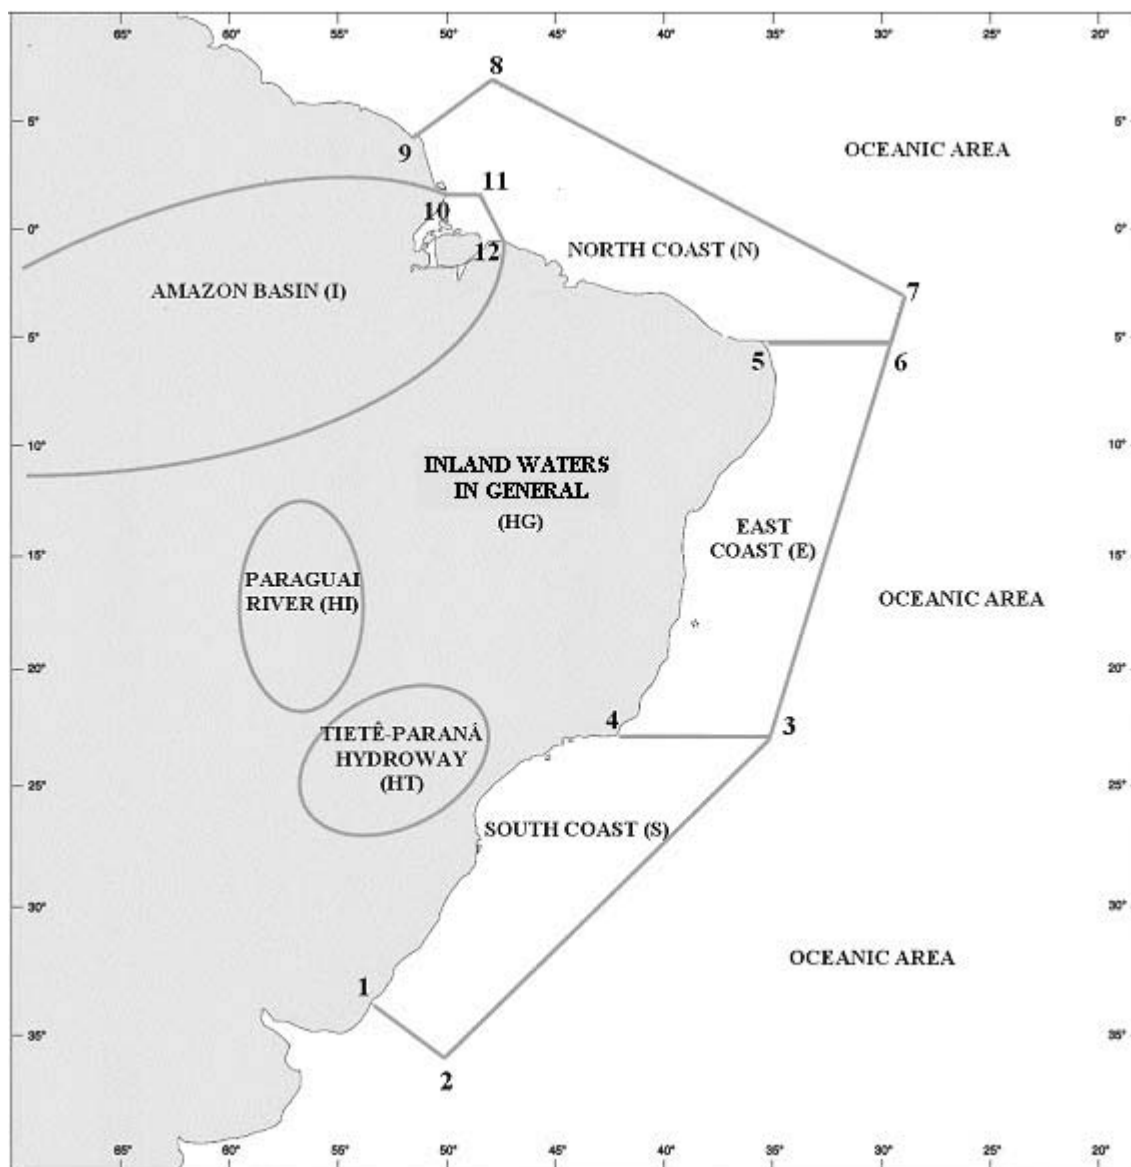 65° 60° 55° 50° 45° 40° 35° 30° 25° 20°
8
5° 5°
9
OCEANIC AREA
11
10
0° 0°
12
NORTH COAST (N)
AMAZON BASIN (I)
7
5° 5°
5
6
10° 10°
INLAND WATERS
IN GENERAL
(HG)
EAST
COAST (E)
15° 15°
PARAGUAI
RIVER (HI)
OCEANIC AREA
20° 20°
4
3
TIETÊ-PARANÁ
HYDROWAY
(HT)
25° 25°
SOUTH COAST (S)
30° 30°
OCEANIC AREA
1
35° 35°
2
65° 60° 55° 50° 45° 40° 35° 30° 25° 20°